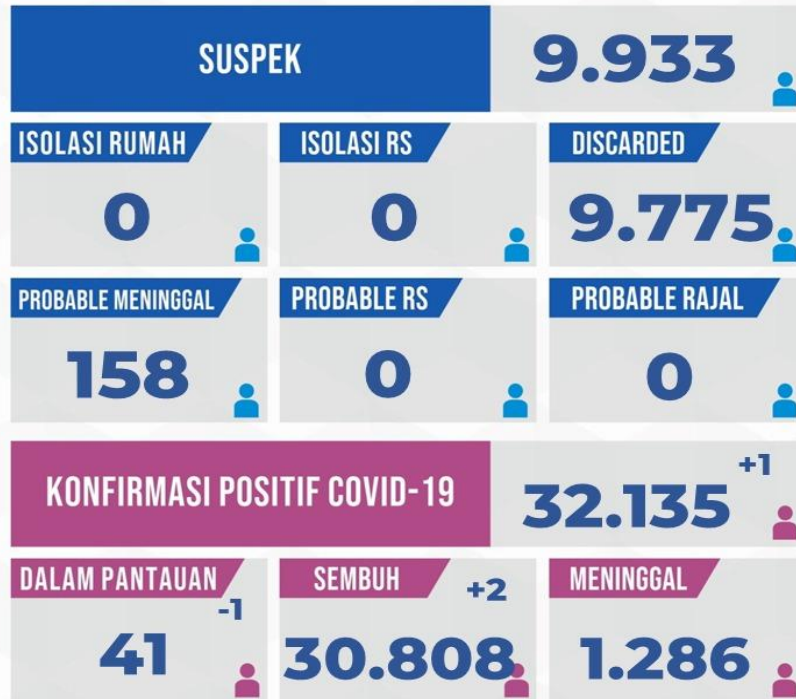 SUSPEK 9.933
ISOLASI RUMAH ISOLASI RS DISCARDED
0 0 9.775
PROBABLE MENINGGAL PROBABLE RS PROBABLE RAJAL
158 0 0
KONFIRMASI POSITIF COVID-19 32.135 +1
DALAM PANTAUAN SEMBUH MENINGGAL
-1 +2
41 30.808 1.286